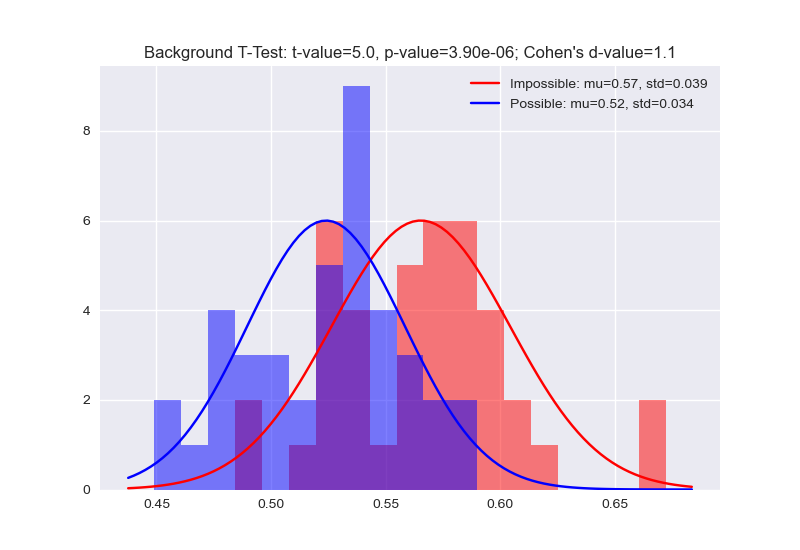 Background T-Test: t-value=5.0, p-value=3.90e-06; Cohen's d-value=1.1
Impossible: mu=0.57, std=0.039
Possible: mu=0.52, std=0.034
8
6
4
2
0
0.45 0.50 0.55 0.60 0.65